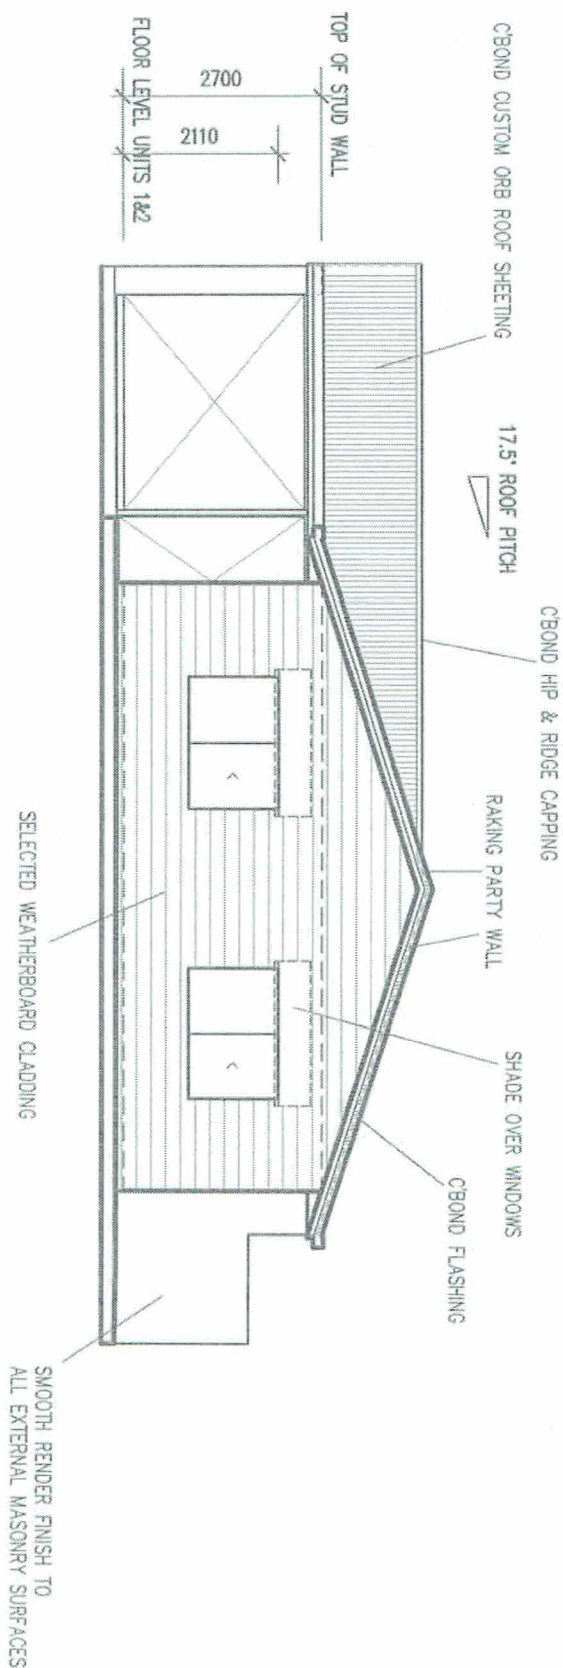 C'BOND CUSTOM ORB ROOF SHEETING
17.5° ROOF PITCH
C'BOND HIP & RIDGE CAPPING
RAKING PARTY WALL
SHADE OVER WINDOWS
C'BOND FLASHING
TOP OF STUD WALL
2700
2110
FLOOR LEVEL UNITS 1&2
SELECTED WEATHERBOARD CLADDING
SMOOTH RENDER FINISH TO
ALL EXTERNAL MASONRY SURFACES